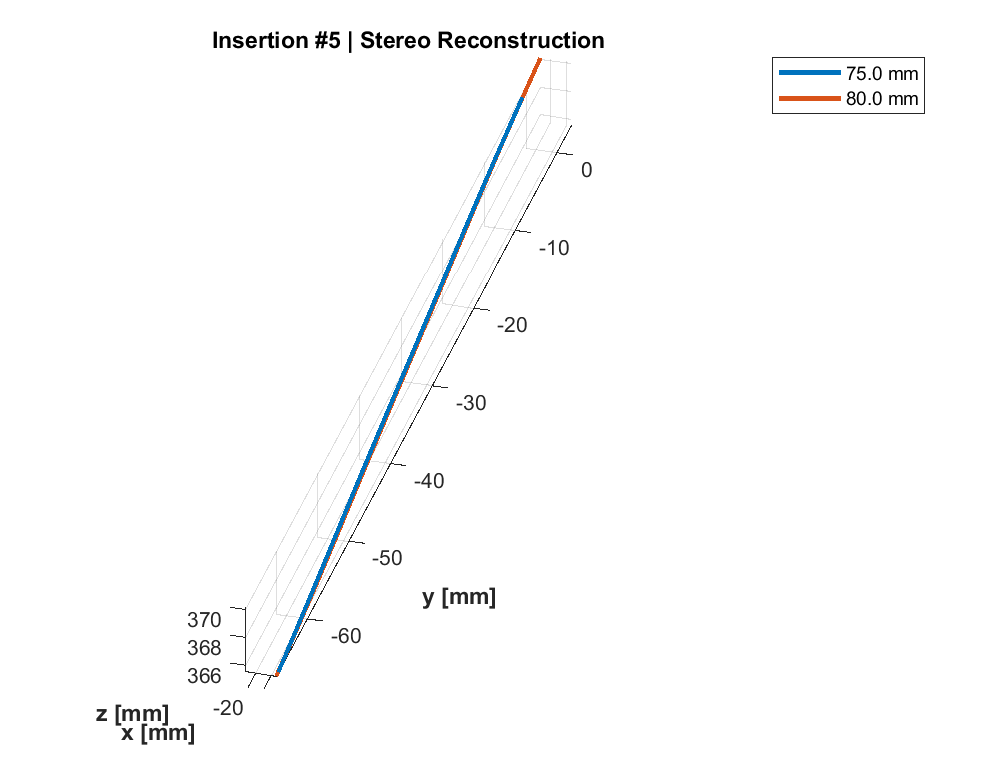 Insertion #5 | Stereo Reconstruction
75.0 mm
80.0 mm
0
-10
-20
-30
-40
-50
-60
y [mm]
370
368
366
-20
z [mm]
x [mm]